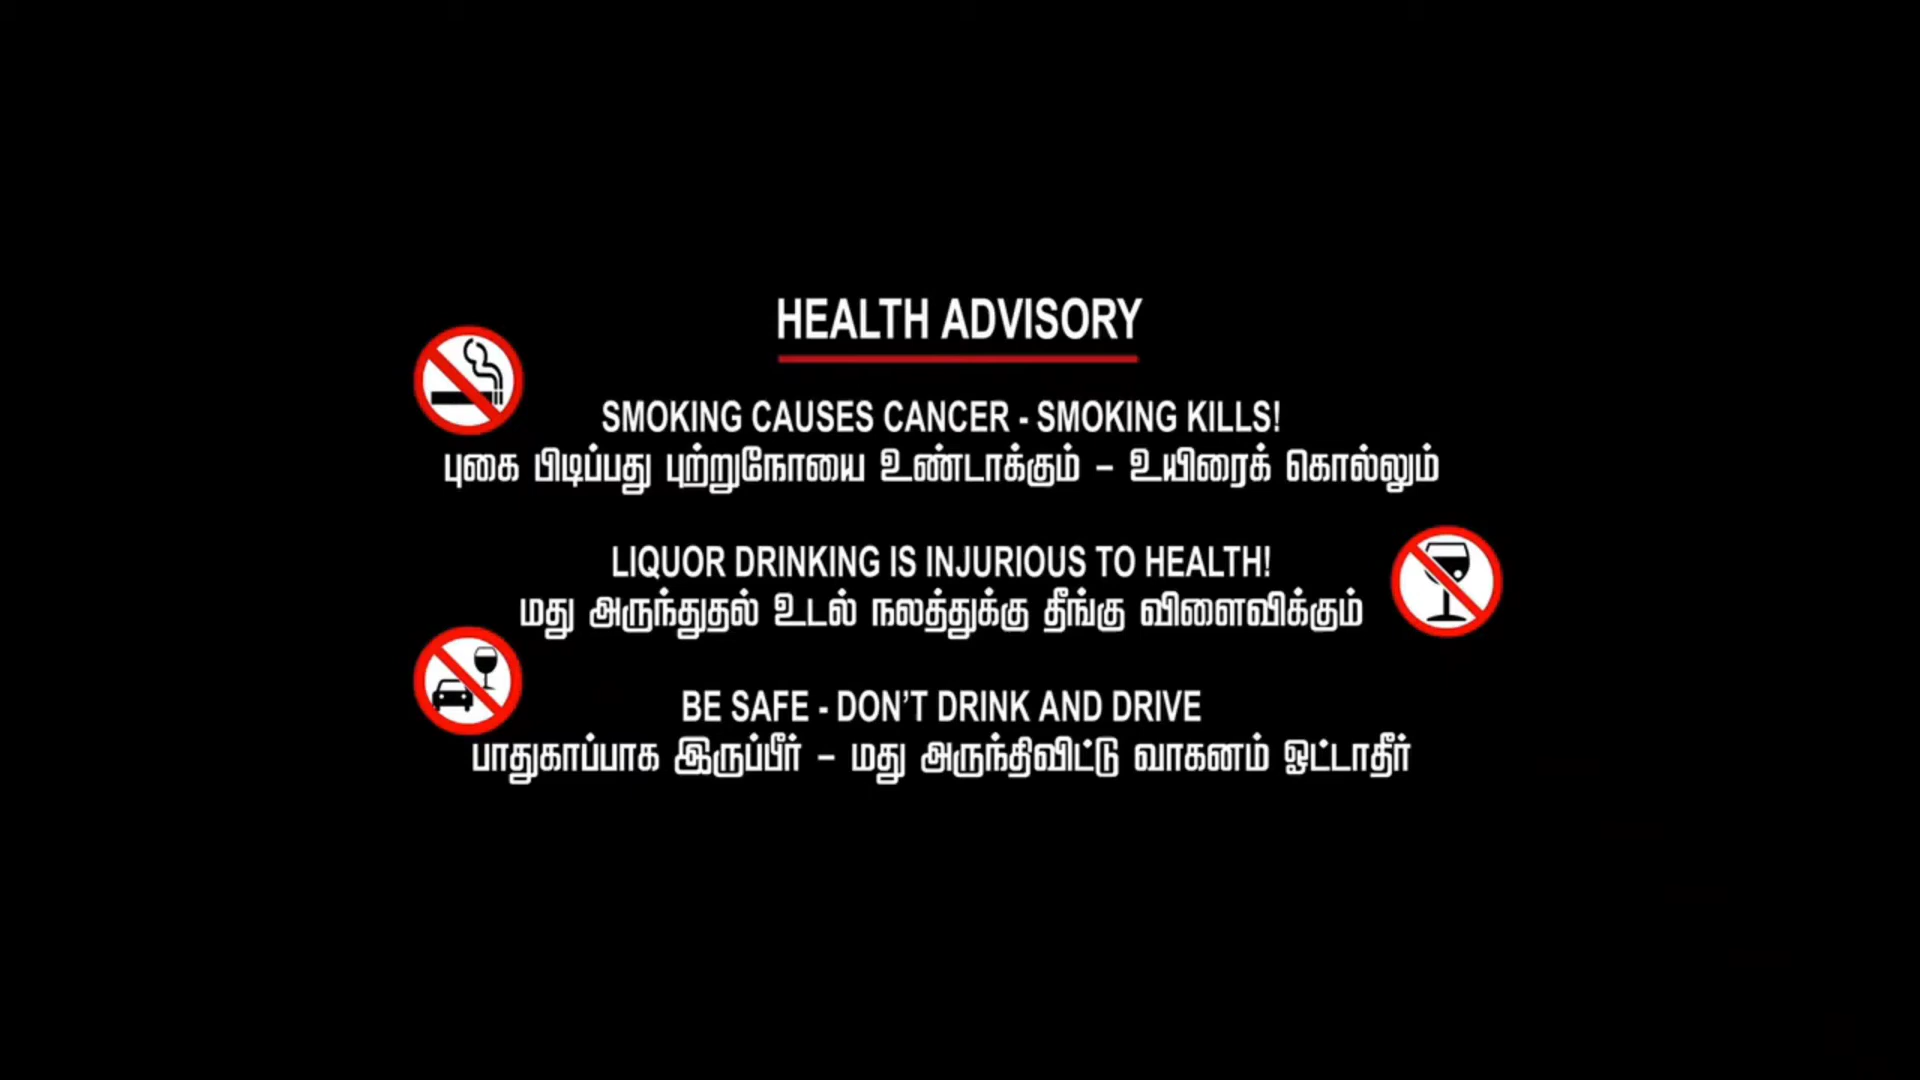 HEALTH ADVISORY
SMOKING CAUSES CANCER - SMOKING KILLS!
புகை பிடிப்பது புற்றுநோயை உண்டாக்கும் – உயிரைக் கொல்லும்
LIQUOR DRINKING IS INJURIOUS TO HEALTH!
மது அருந்துதல் உடல் நலத்துக்கு தீங்கு விளைவிக்கும்
BE SAFE - DON’T DRINK AND DRIVE
பாதுகாப்பாக இருப்பீர் – மது அருந்திவிட்டு வாகனம் ஓட்டாதீர்